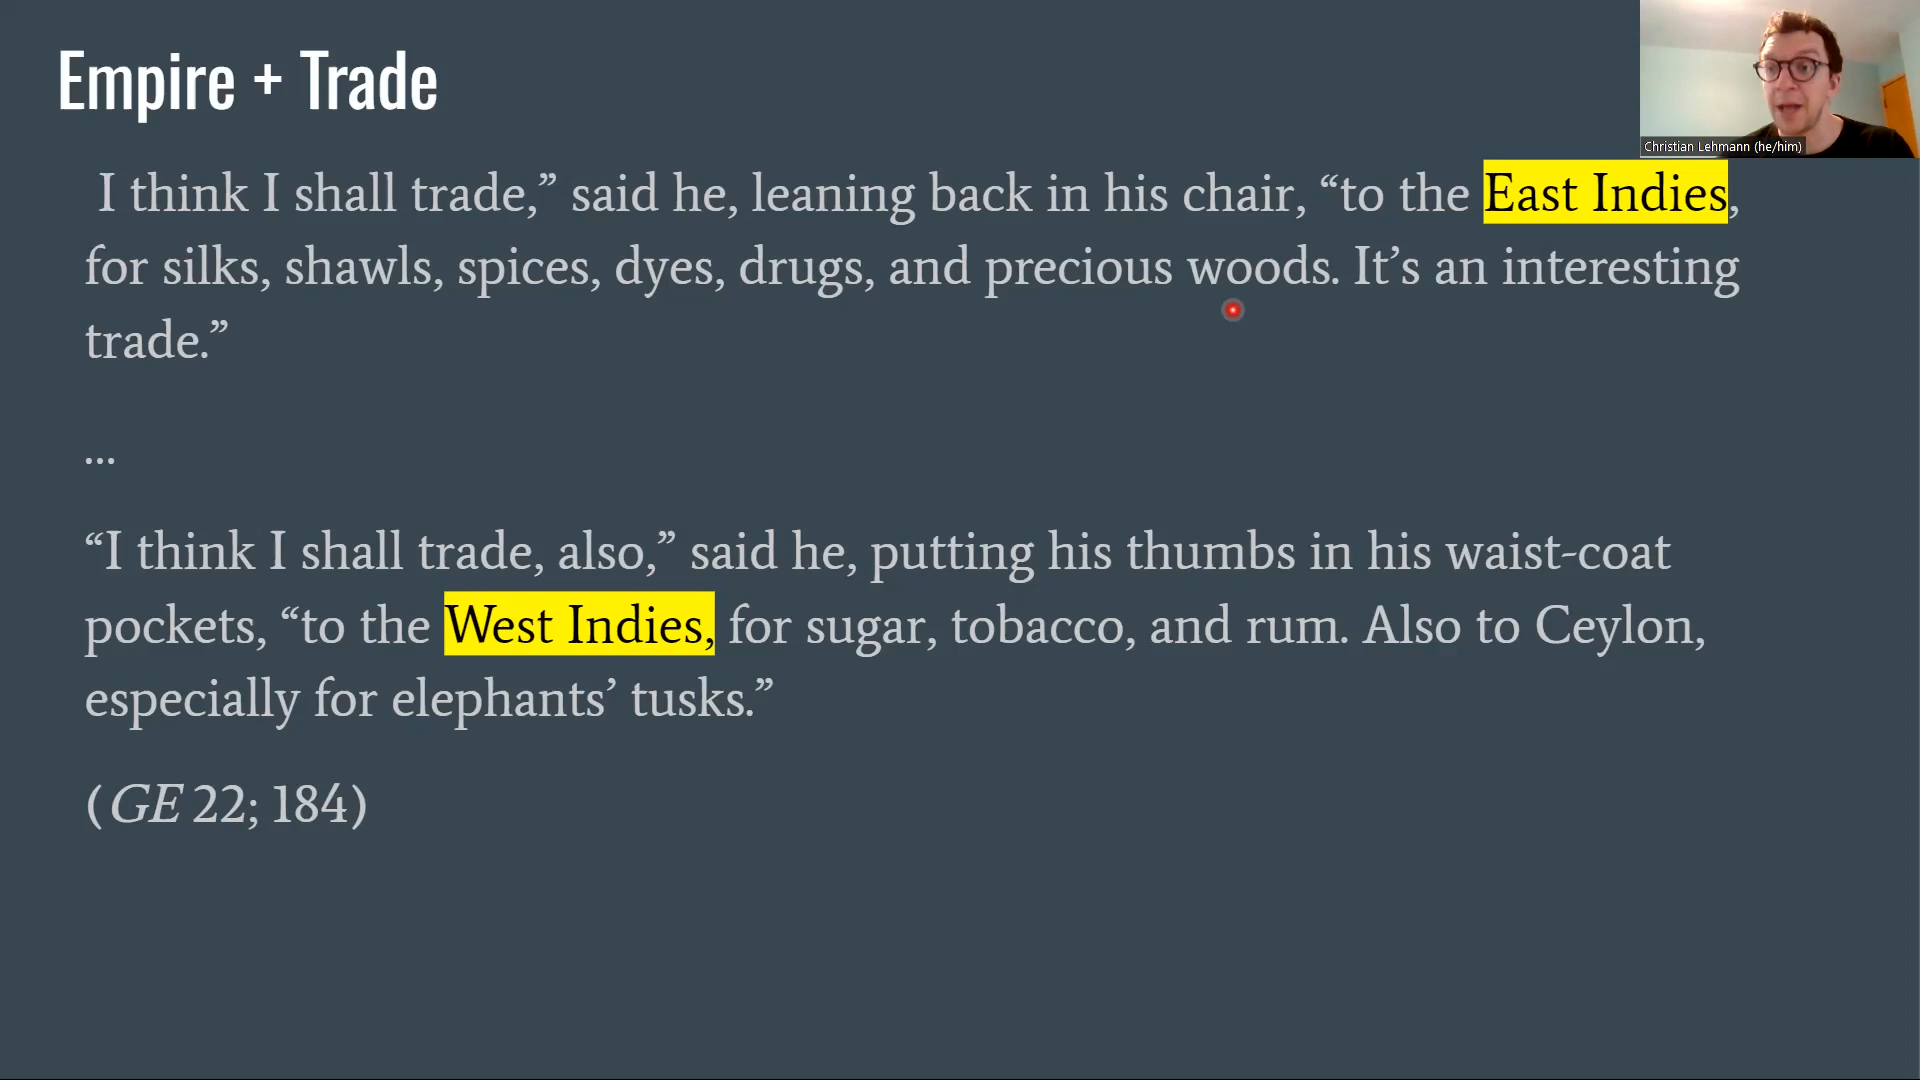 Empire + Trade
Christian Lehmann (he/him)
I think I shall trade,” said he, leaning back in his chair, “to the East Indies,
for silks, shawls, spices, dyes, drugs, and precious woods. It’s an interesting
trade.”
...
“I think I shall trade, also,” said he, putting his thumbs in his waist-coat
pockets, “to the West Indies, for sugar, tobacco, and rum. Also to Ceylon,
especially for elephants’ tusks.”
(GE 22; 184)